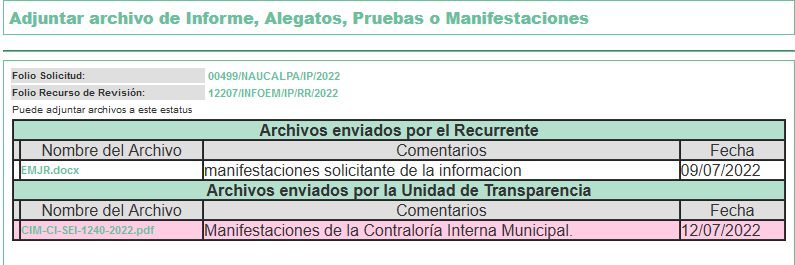 Adjuntar archivo de Informe, Alegatos, Pruebas o Manifestaciones
Folio Solicitud: 00499/NAUCALPA/IP/2022
Folio Recurso de Revisión: 12207/INFOEM/IP/RR/2022
Puede adjuntar archivos a este estatus
Archivos enviados por el Recurrente
Nombre del Archivo Comentarios Fecha
EMJR.docx manifestaciones solicitante de la informacion 09/07/2022
Archivos enviados por la Unidad de Transparencia
Nombre del Archivo Comentarios Fecha
CIM-CI-SEI-1240-2022.pdf Manifestaciones de la Contraloría Interna Municipal. 12/07/2022